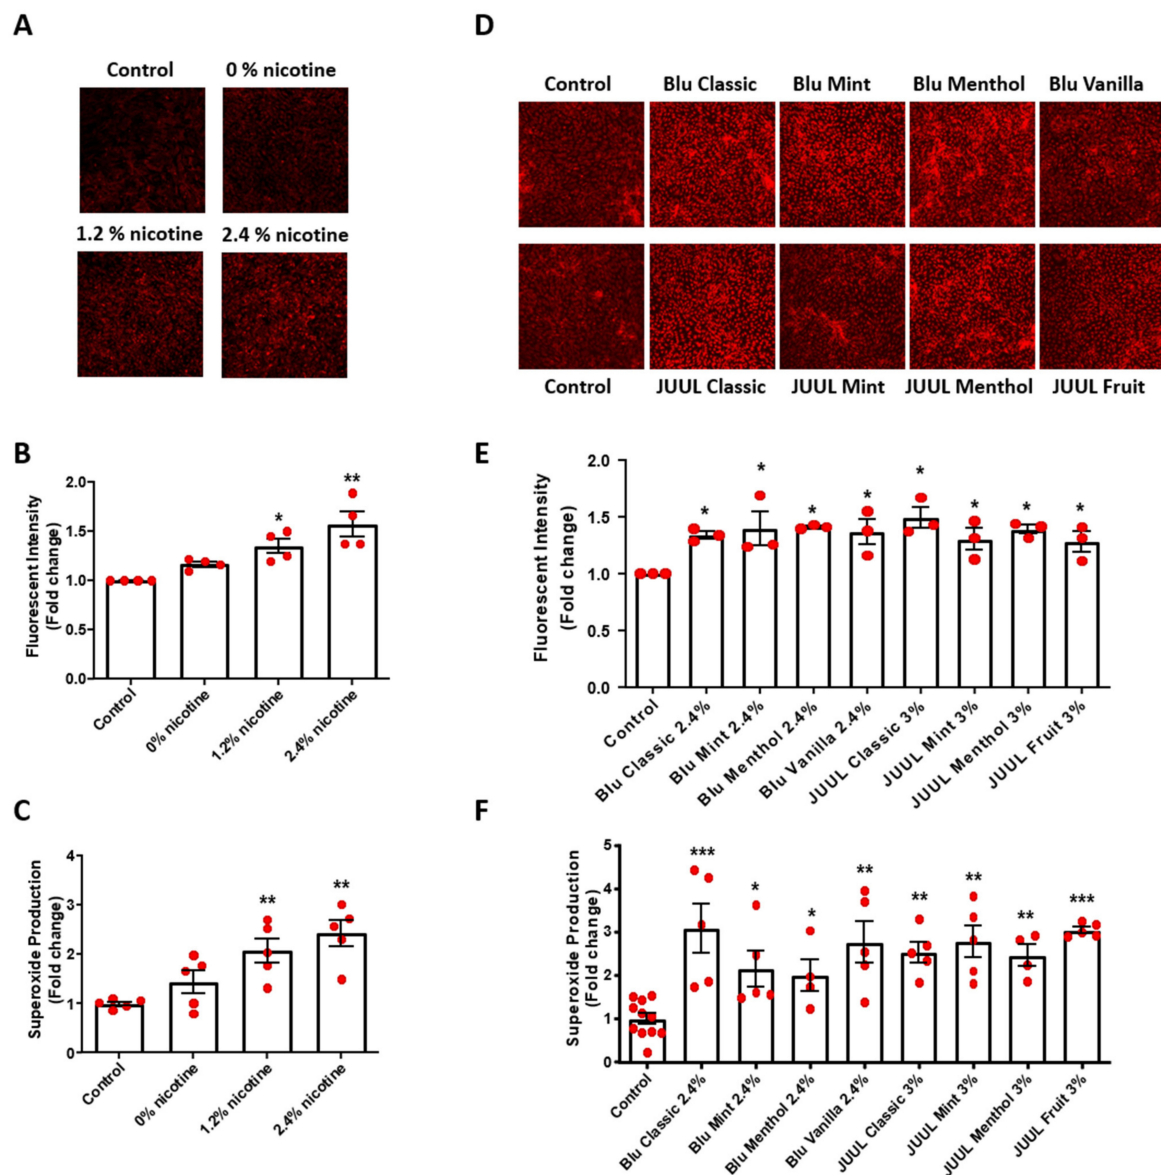 A
Control
0 % nicotine
1.2 % nicotine
2.4 % nicotine
B
Fluorescent Intensity
(Fold change)
2.0
1.5
1.0
0.5
0.0
*
**
Control
0% nicotine
1.2% nicotine
2.4% nicotine
C
Superoxide Production
(Fold change)
4
3
2
1
0
**
**
Control
0% nicotine
1.2% nicotine
2.4% nicotine
D
Control
Blu Classic
Blu Mint
Blu Menthol
Blu Vanilla
Control
JUUL Classic
JUUL Mint
JUUL Menthol
JUUL Fruit
E
Fluorescent Intensity
(Fold change)
2.0
1.5
1.0
0.5
0.0
*
*
*
*
*
*
*
*
Control
Blu Classic 2.4%
Blu Mint 2.4%
Blu Menthol 2.4%
Blu Vanilla 2.4%
JUUL Classic 3%
JUUL Mint 3%
JUUL Menthol 3%
JUUL Fruit 3%
F
Superoxide Production
(Fold change)
5
4
3
2
1
0
***
*
*
**
**
**
**
***
Control
Blu Classic 2.4%
Blu Mint 2.4%
Blu Menthol 2.4%
Blu Vanilla 2.4%
JUUL Classic 3%
JUUL Mint 3%
JUUL Menthol 3%
JUUL Fruit 3%